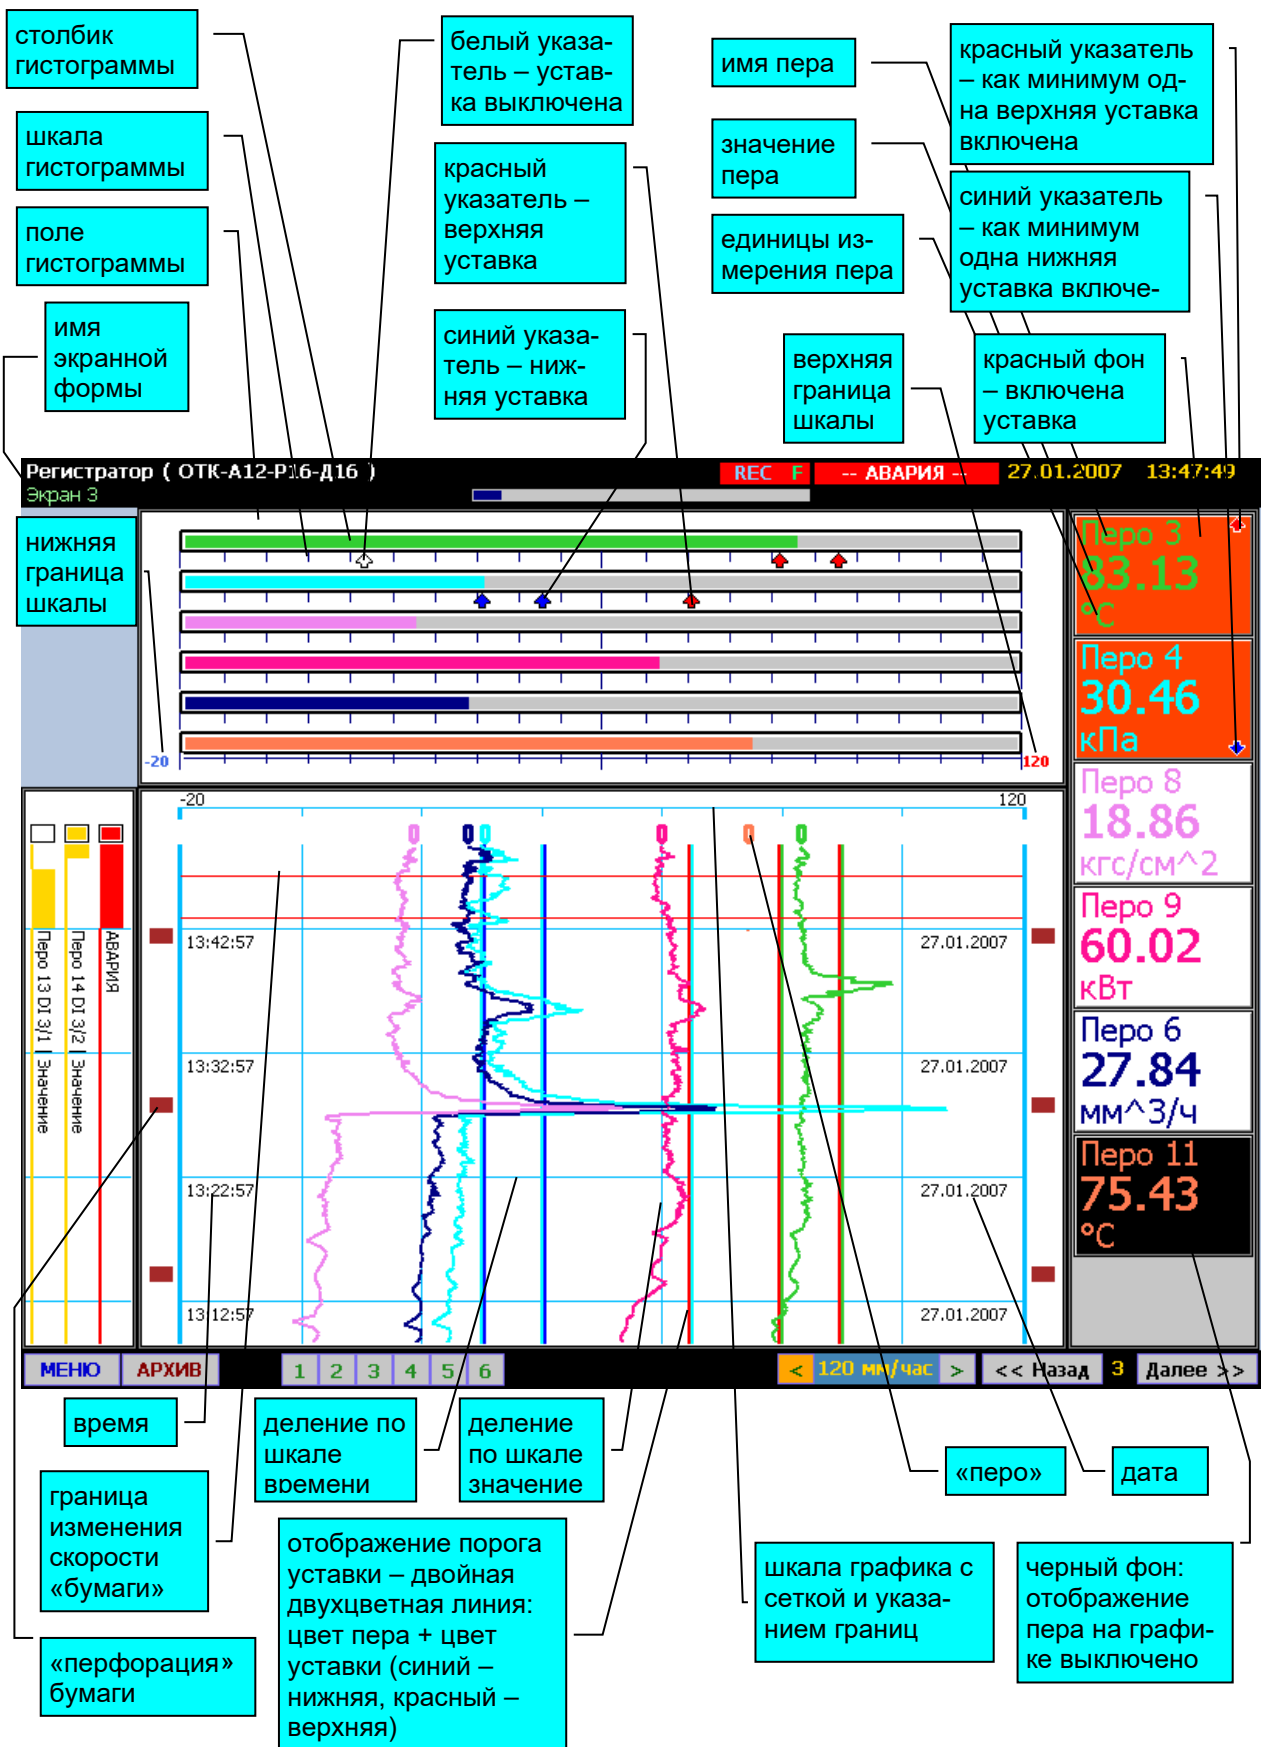 столбик
гистограммы
белый указа-
тель – устав-
ка выключена
имя пера
красный указатель
– как минимум од-
на верхняя уставка
включена
шкала
гистограммы
красный
указатель –
верхняя
уставка
значение
пера
синий указатель
– как минимум
одна нижняя
уставка включе-
поле
гистограммы
единицы из-
мерения пера
имя
экранной
формы
синий указа-
тель – ниж-
няя уставка
верхняя
граница
шкалы
красный фон
– включена
уставка
Регистратор ( ОТК-А12-Р16-Д16 )
REC F
-- АВАРИЯ --
27.01.2007 13:47:49
Экран 3
нижняя
граница
шкалы
-20
120
Перо 3
83.13
°C
Перо 4
30.46
кПа
Перо 8
18.86
кгс/см^2
Перо 9
60.02
кВт
Перо 6
27.84
мм^3/ч
Перо 11
75.43
°C
-20
120
АВАРИЯ
Перо 14 DI 3/2 | Значение
Перо 13 DI 3/1 | Значение
13:42:57
27.01.2007
13:32:57
27.01.2007
13:22:57
27.01.2007
13:12:57
27.01.2007
МЕНЮ
АРХИВ
1 2 3 4 5 6
< 120 мм/час >
<< Назад
3
Далее >>
время
деление по
шкале
времени
деление
по шкале
значение
«перо»
дата
граница
изменения
скорости
«бумаги»
отображение порога
уставки – двойная
двухцветная линия:
цвет пера + цвет
уставки (синий –
нижняя, красный –
верхняя)
шкала графика с
сеткой и указа-
нием границ
черный фон:
отображение
пера на графи-
ке выключено
«перфорация»
бумаги